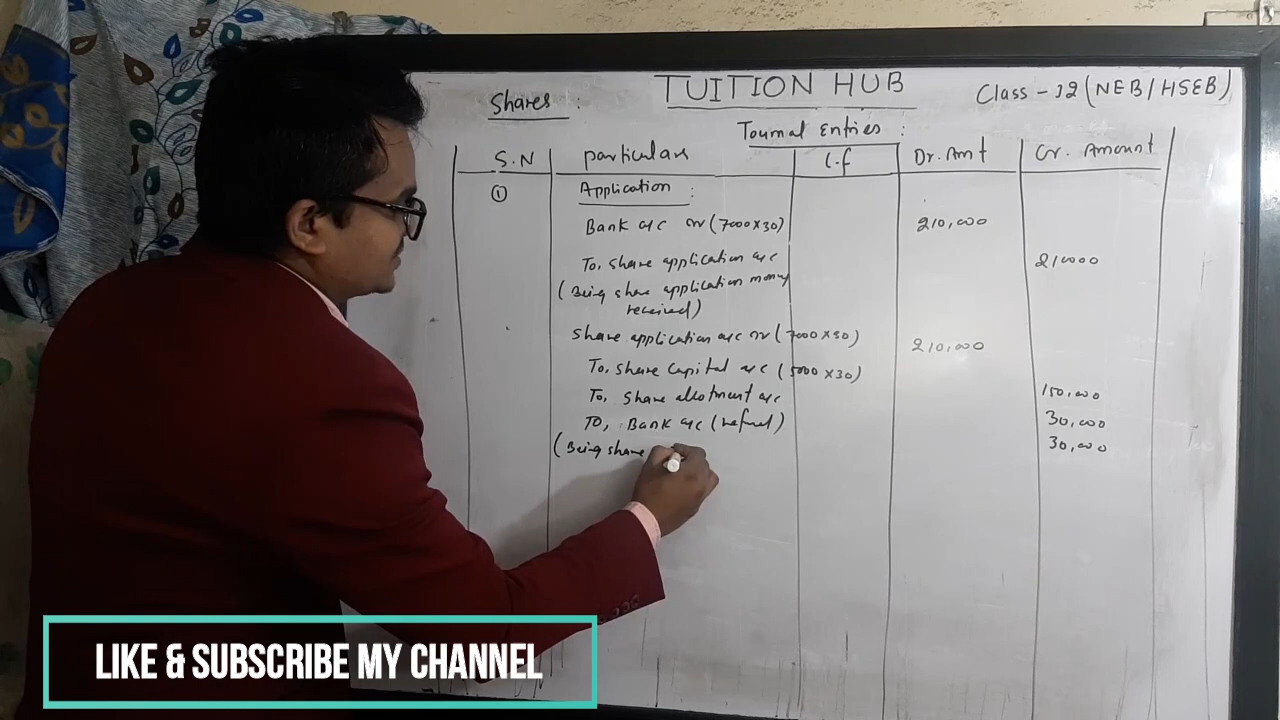 TUITION HUB
Shares :
Class - 12 (NEB/HSEB)
Journal Entries :
S.N particulars L.f Dr. Amt Cr. Amount
① Application :
Bank a/c Dr (7000x30) 210,000
To, share application a/c 210000
(Being share application money
received)
share application a/c Dr (7000x30) 210,000
To, share capital a/c (5000x30) 150,000
To, share allotment a/c 30,000
TO, Bank a/c (refund) 30,000
(Being share
LIKE & SUBSCRIBE MY CHANNEL